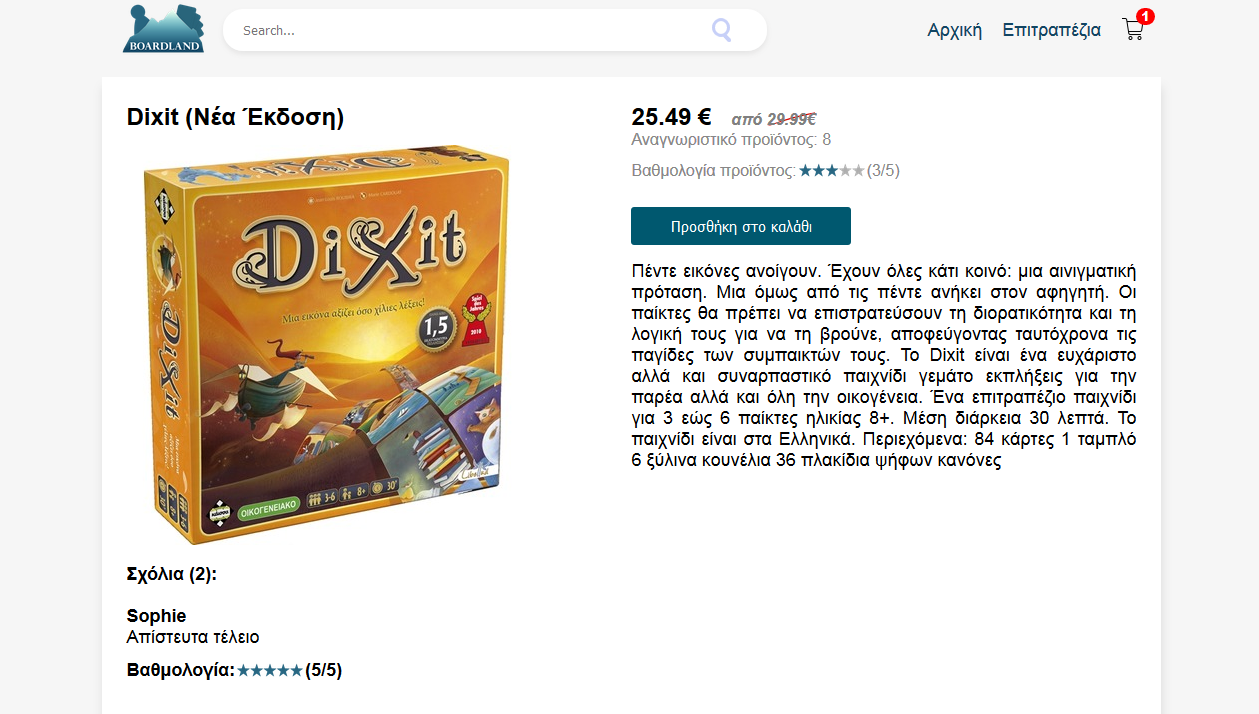 BOARDLAND
Search...
Αρχική
Επιτραπέζια
1
Dixit (Νέα Έκδοση)
25.49 € από 29.99€
Αναγνωριστικό προϊόντος: 8
Βαθμολογία προϊόντος: ★★★★★(3/5)
Προσθήκη στο καλάθι
Πέντε εικόνες ανοίγουν. Έχουν όλες κάτι κοινό: μια αινιγματική
πρόταση. Μια όμως από τις πέντε ανήκει στον αφηγητή. Οι
παίκτες θα πρέπει να επιστρατεύσουν τη διορατικότητα και τη
λογική τους για να τη βρούνε, αποφεύγοντας ταυτόχρονα τις
παγίδες των συμπαικτών τους. Το Dixit είναι ένα ευχάριστο
αλλά και συναρπαστικό παιχνίδι γεμάτο εκπλήξεις για την
παρέα αλλά και όλη την οικογένεια. Ένα επιτραπέζιο παιχνίδι
για 3 εώς 6 παίκτες ηλικίας 8+. Μέση διάρκεια 30 λεπτά. Το
παιχνίδι είναι στα Ελληνικά. Περιεχόμενα: 84 κάρτες 1 ταμπλό
6 ξύλινα κουνέλια 36 πλακίδια ψήφων κανόνες
DiXit
Μια εικόνα αξίζει όσο χίλιες λέξεις!
1,5
Spiel des Jahres
2010
DiXit
Libellud
ΟΙΚΟΓΕΝΕΙΑΚΟ
3-6
8+
30'
Σχόλια (2):
Sophie
Απίστευτα τέλειο
Βαθμολογία:★★★★★(5/5)